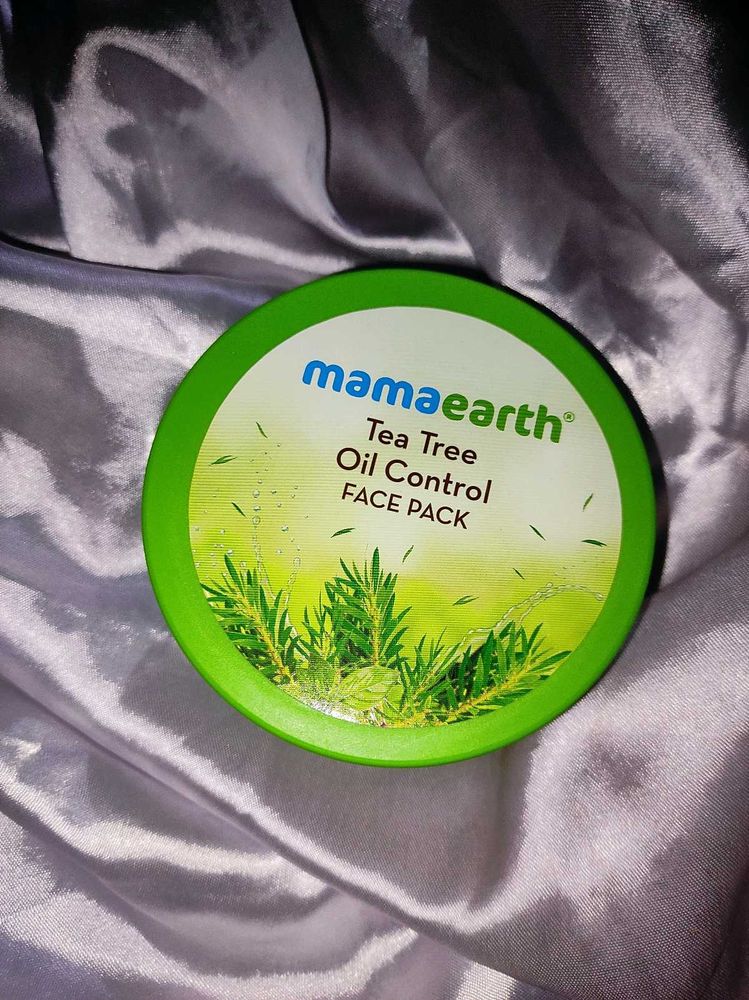 mamaearth®
Tea Tree
Oil Control
FACE PACK